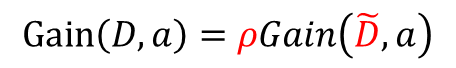 Gain(D, a) = ρGain(D̃, a)